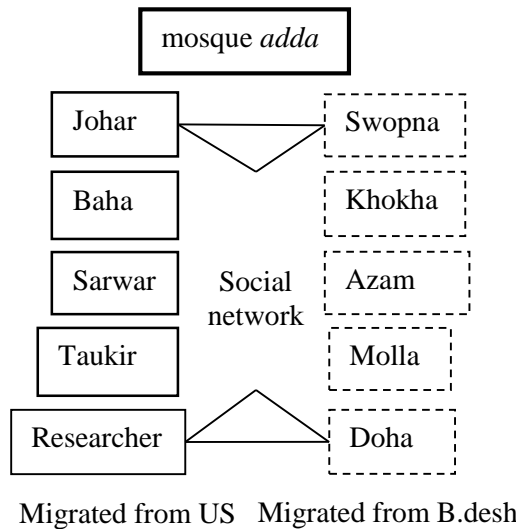 mosque adda
Johar
Swopna
Baha
Khokha
Sarwar
Social
network
Azam
Taukir
Molla
Researcher
Doha
Migrated from US
Migrated from B.desh